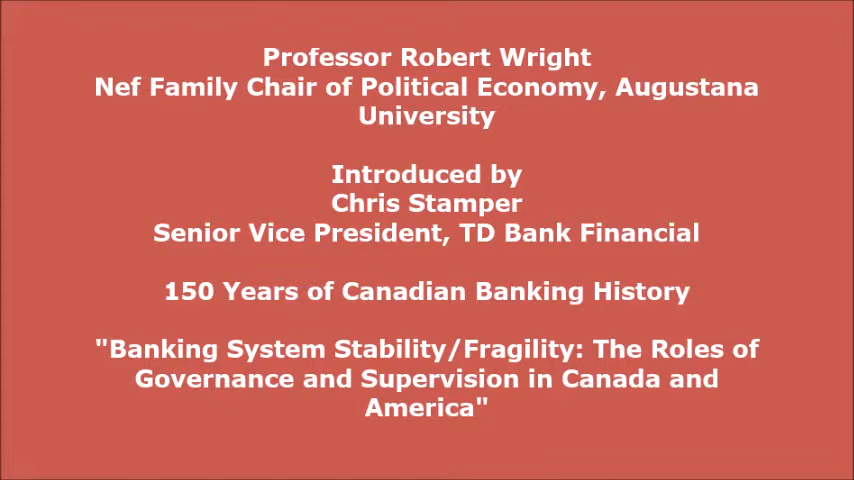 Professor Robert Wright
Nef Family Chair of Political Economy, Augustana
University
Introduced by
Chris Stamper
Senior Vice President, TD Bank Financial
150 Years of Canadian Banking History
"Banking System Stability/Fragility: The Roles of
Governance and Supervision in Canada and
America"